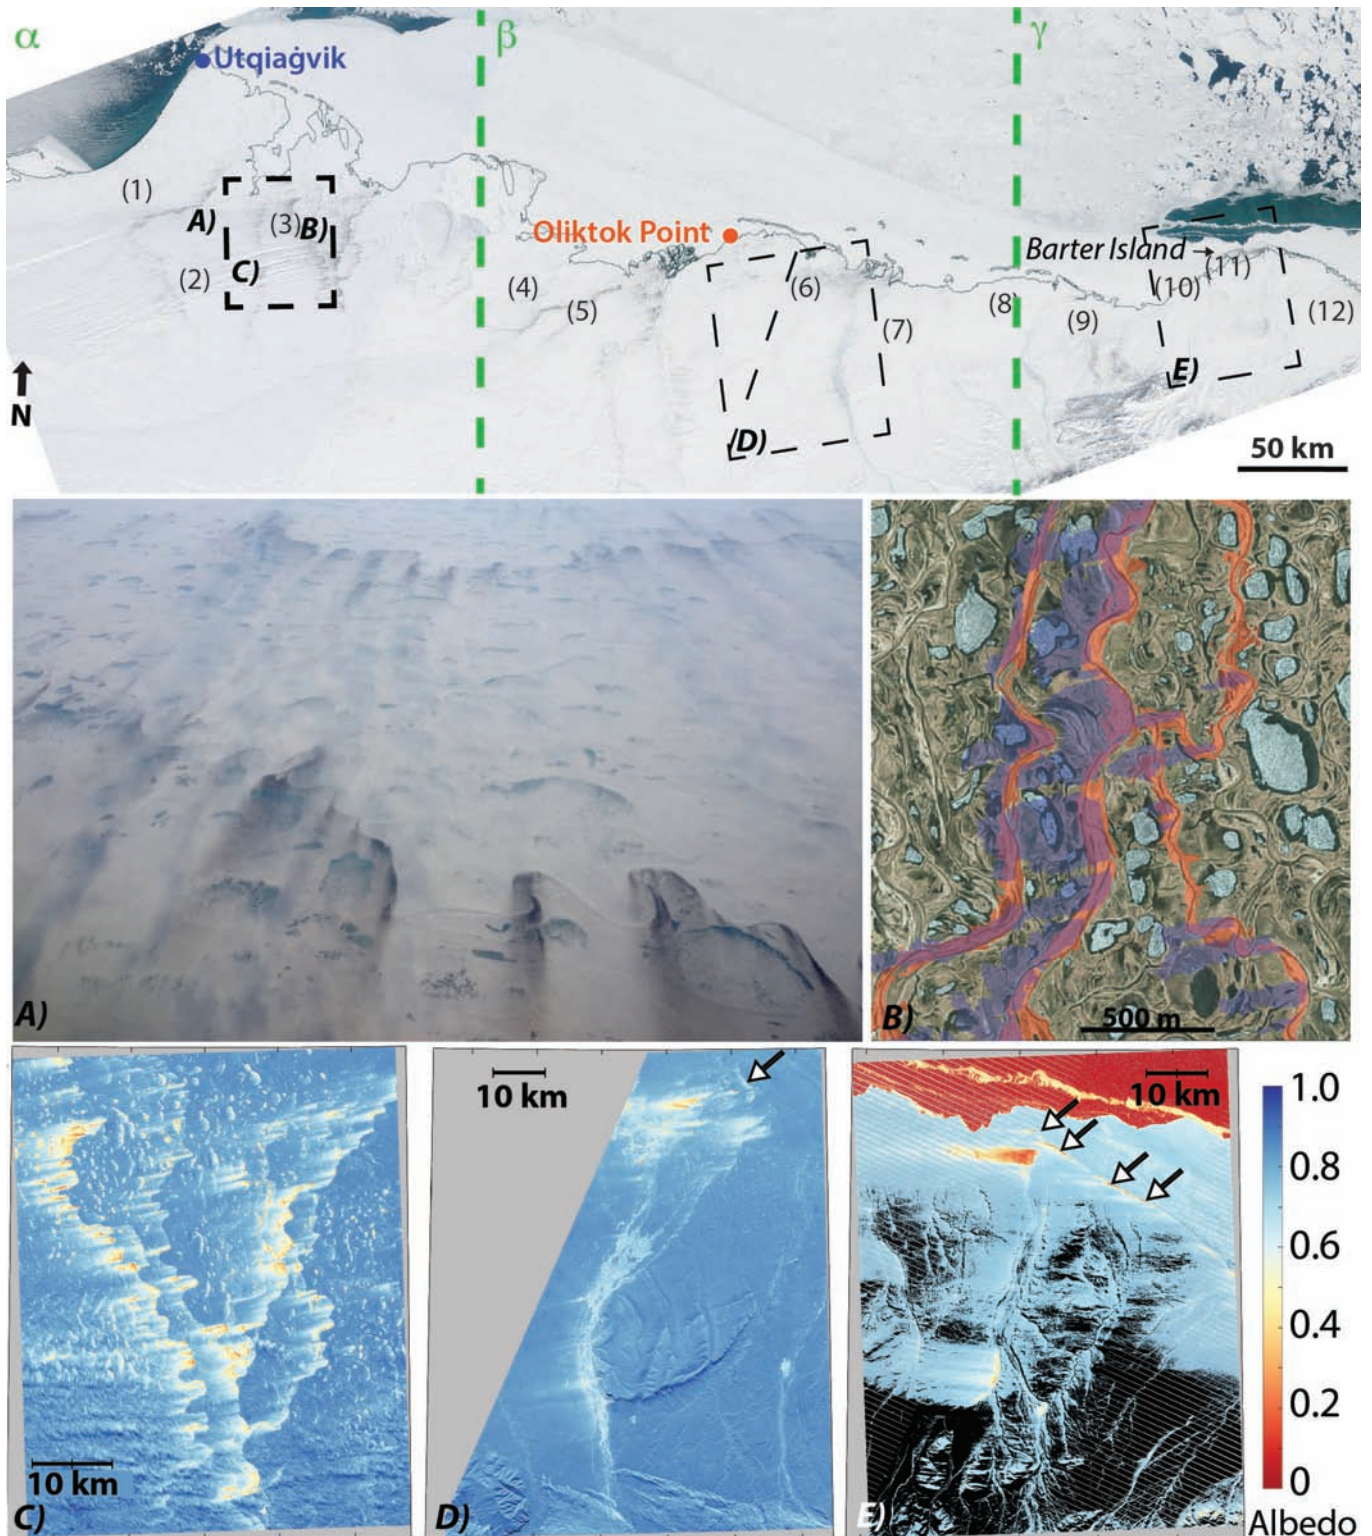 α
β
γ
Utqiaġvik
(1)
A)
(3)
B)
(2)
C)
Oliktok Point
Barter Island →
(4)
(5)
(6)
(7)
(8)
(9)
(10)
(11)
(12)
N
(D)
E)
50 km
A)
B)
500 m
10 km
C)
10 km
D)
10 km
E)
1.0
0.8
0.6
0.4
0.2
0
Albedo